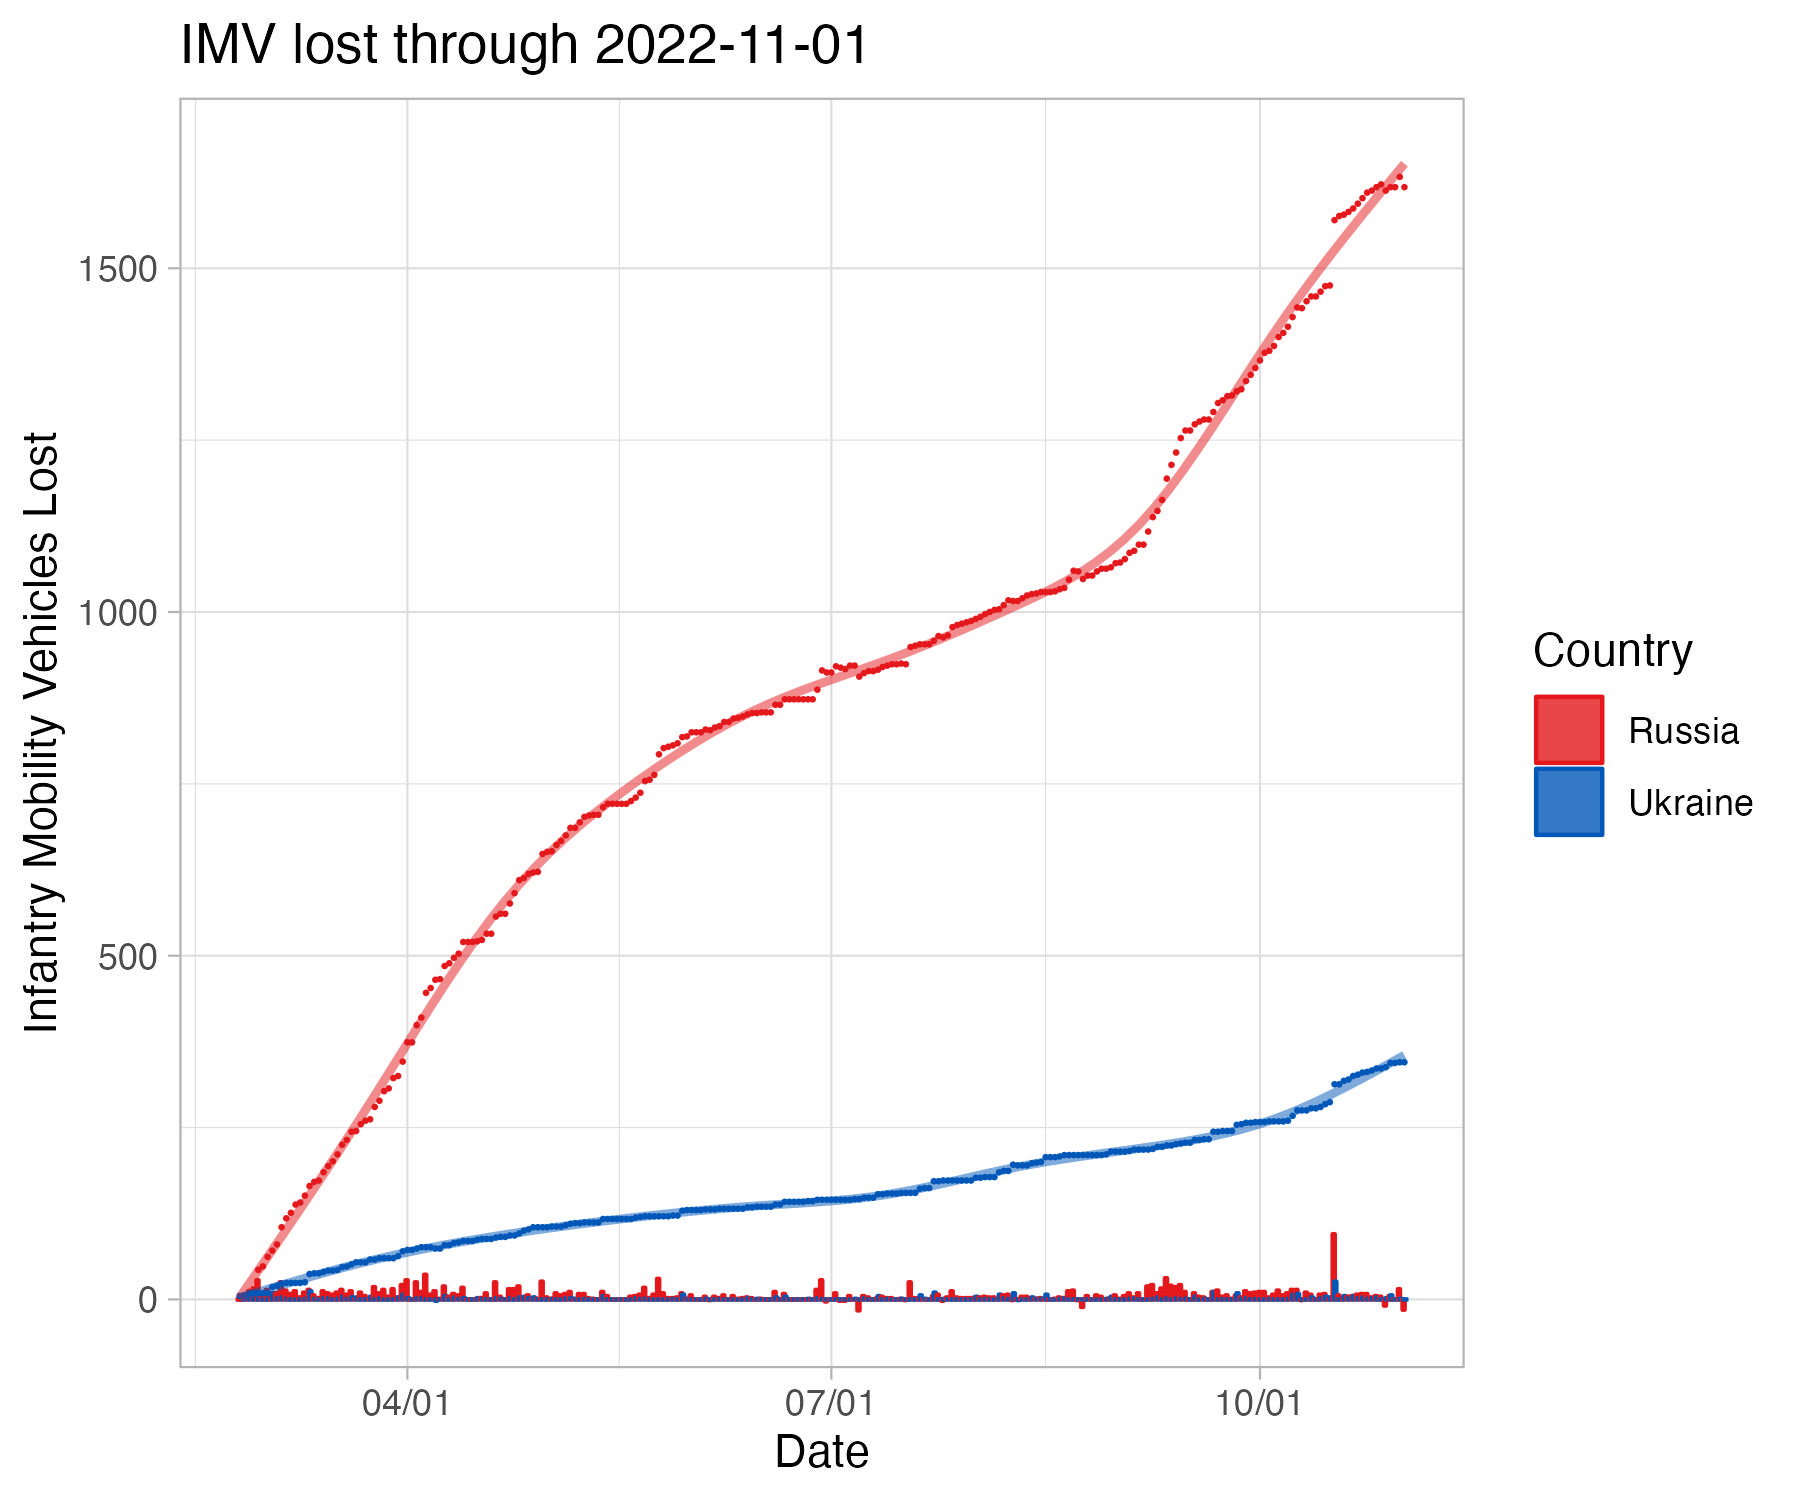 IMV lost through 2022-11-01
Infantry Mobility Vehicles Lost
1500
1000
500
0
04/01
07/01
10/01
Date
Country
Russia
Ukraine